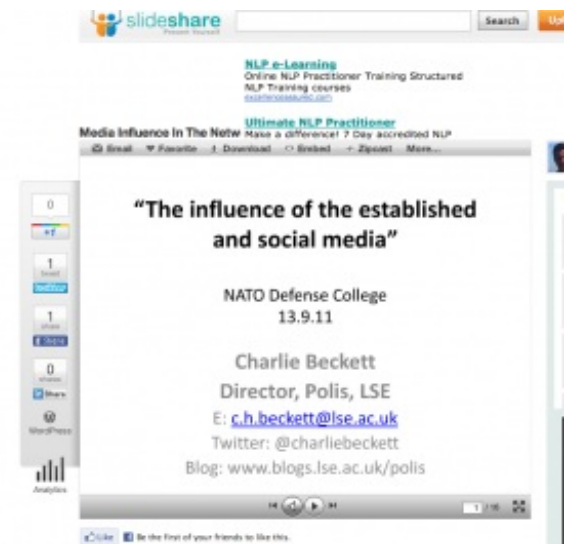 slideshare
Present Yourself
Search
NLP e-Learning
Online NLP Practitioner Training Structured
NLP Training courses
Ultimate NLP Practitioner
Media Influence In The Netw Make a difference! 7 Day accredited NLP
Email Favorite Download Embed Zipcast More...
0
+1
1
tweet
1
share
Share
0
shares
Share
WordPress
Analytics
“The influence of the established
and social media”
NATO Defense College
13.9.11
Charlie Beckett
Director, Polis, LSE
E: c.h.beckett@lse.ac.uk
Twitter: @charliebeckett
Blog: www.blogs.lse.ac.uk/polis
Like Be the first of your friends to like this.